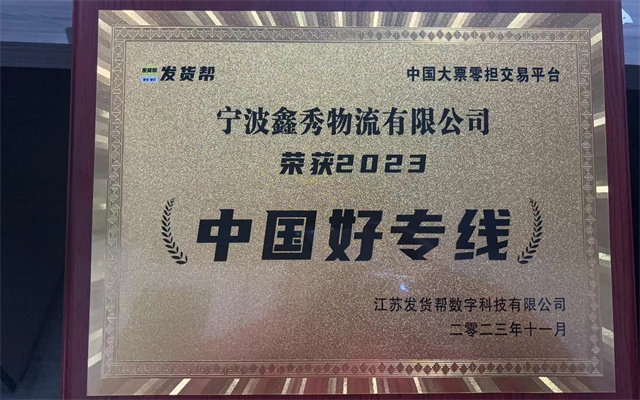 发货帮 中国大票零担交易平台
宁波鑫秀物流有限公司
荣获2023
中国好专线
江苏发货帮数字科技有限公司
二零二三年十一月